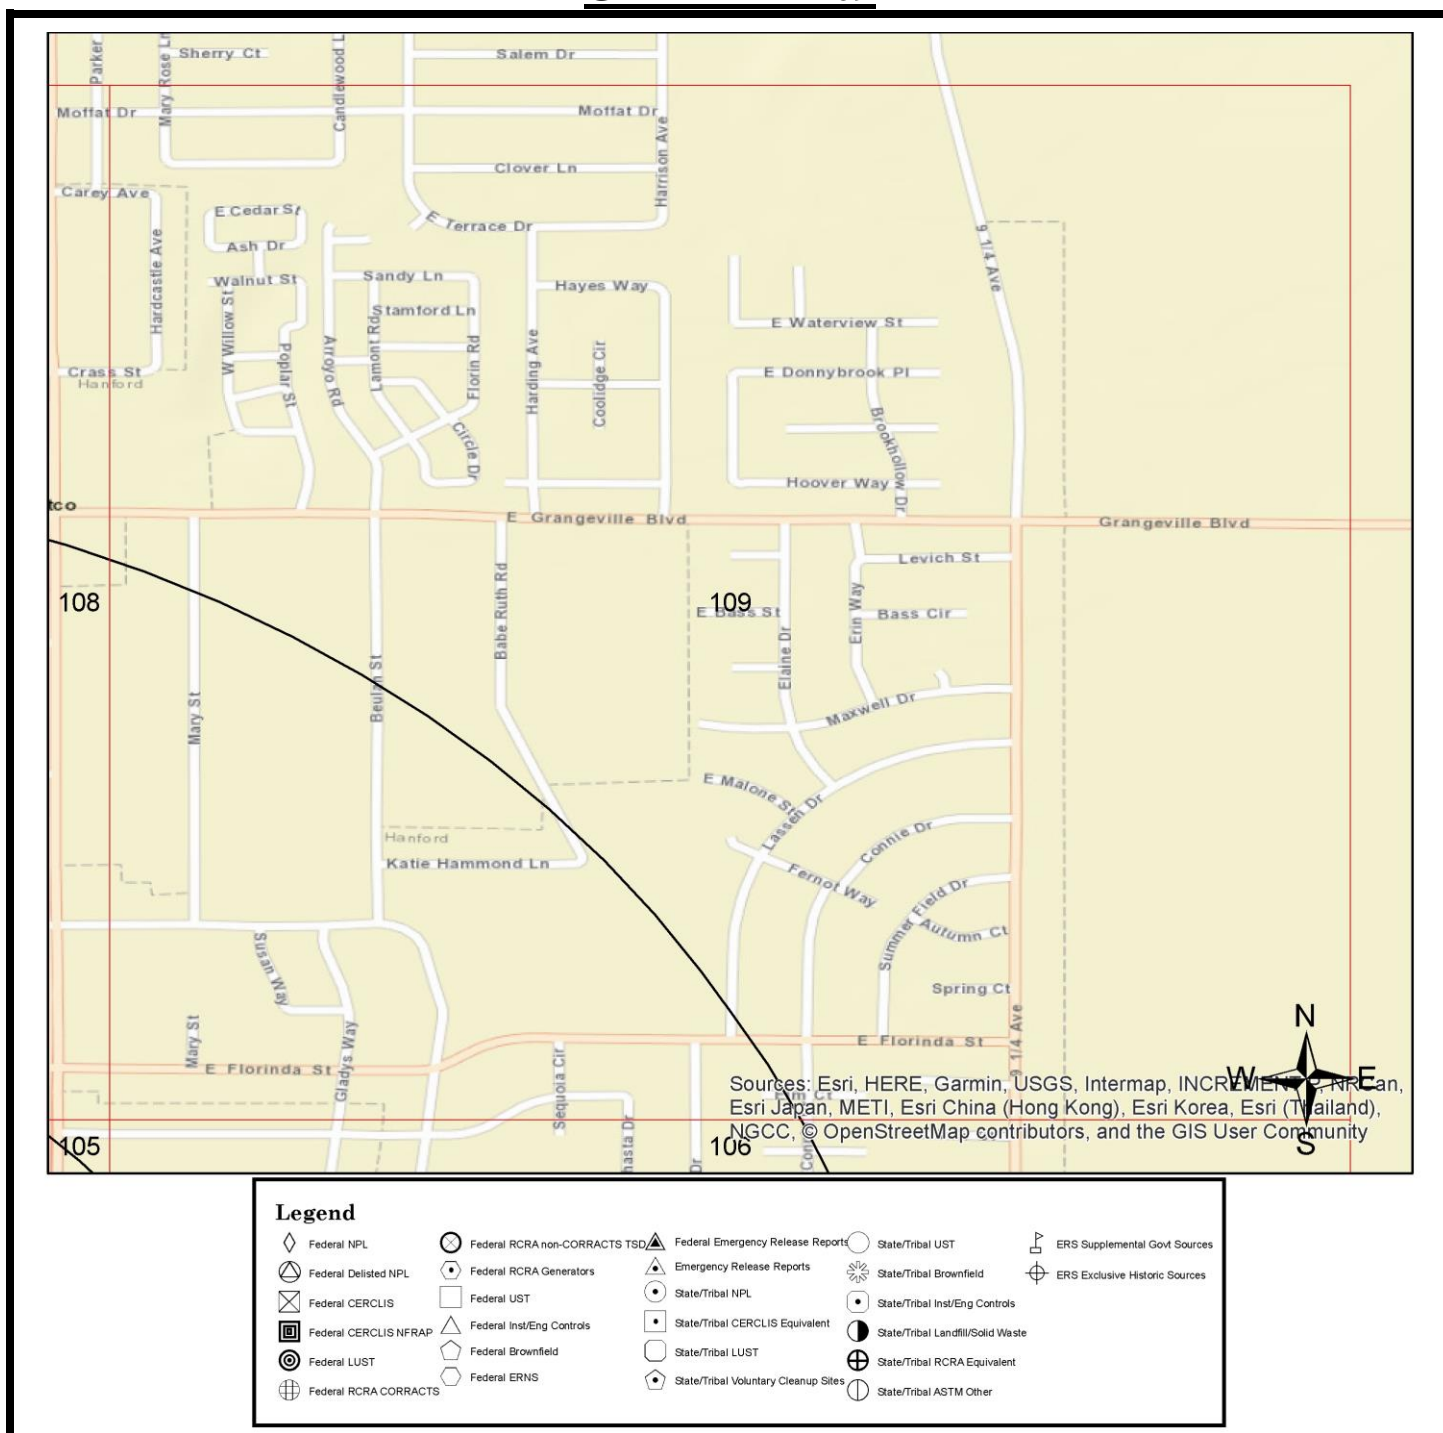 Parker
Mary Rose Ln
Sherry Ct
Candlewood L
Salem Dr
Moffat Dr
Moffat Dr
Harrison Ave
Clover Ln
Carey Ave
E Cedar St
E Terrace Dr
Ash Dr
Hardcastle Ave
9 1/4 Ave
Walnut St
Sandy Ln
Hayes Way
W Willow St
Stamford Ln
E Waterview St
Poplar St
Arroyo Rd
Lamont Rd
Florin Rd
Harding Ave
Coolidge Cir
Crass St
Hanford
E Donnybrook Pl
Circle Dr
Brookhollow Dr
Hoover Way
tco
E Grangeville Blvd
Grangeville Blvd
Levich St
Babe Ruth Rd
108
109
E Bass St
Erin Way
Bass Cir
Elaine Dr
Mary St
Beulah St
Maxwell Dr
E Malone St
Lassen Dr
Connie Dr
Hanford
Katie Hammond Ln
Fernot Way
Summer Field Dr
Autumn Ct
Susan Way
Spring Ct
Mary St
Gladys Way
E Florinda St
9 1/4 Ave
E Florinda St
Sequoia Cir
hasta Dr
Dr
Con
105
106
N
W
E
S
Sources: Esri, HERE, Garmin, USGS, Intermap, INCREMENT P, NRCan,
Esri Japan, METI, Esri China (Hong Kong), Esri Korea, Esri (Thailand),
NGCC, © OpenStreetMap contributors, and the GIS User Community
Legend
Federal NPL
Federal Delisted NPL
Federal CERCLIS
Federal CERCLIS NFRAP
Federal LUST
Federal RCRA CORRACTS
Federal RCRA non-CORRACTS TSD
Federal RCRA Generators
Federal UST
Federal Inst/Eng Controls
Federal Brownfield
Federal ERNS
Federal Emergency Release Reports
Emergency Release Reports
State/Tribal NPL
State/Tribal CERCLIS Equivalent
State/Tribal LUST
State/Tribal Voluntary Cleanup Sites
State/Tribal UST
State/Tribal Brownfield
State/Tribal Inst/Eng Controls
State/Tribal Landfill/Solid Waste
State/Tribal RCRA Equivalent
State/Tribal ASTM Other
ERS Supplemental Govt Sources
ERS Exclusive Historic Sources